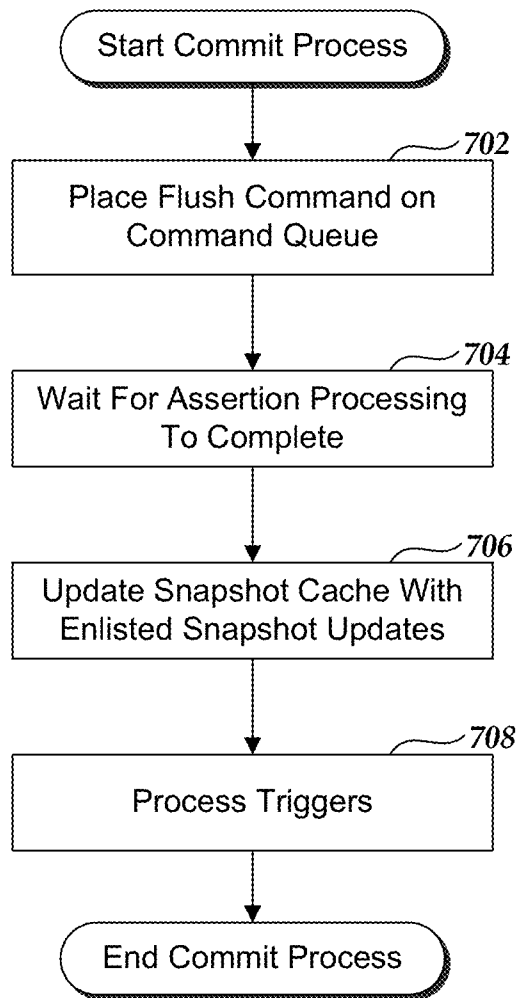 Start Commit Process
702
Place Flush Command on
Command Queue
704
Wait For Assertion Processing
To Complete
706
Update Snapshot Cache With
Enlisted Snapshot Updates
708
Process Triggers
End Commit Process